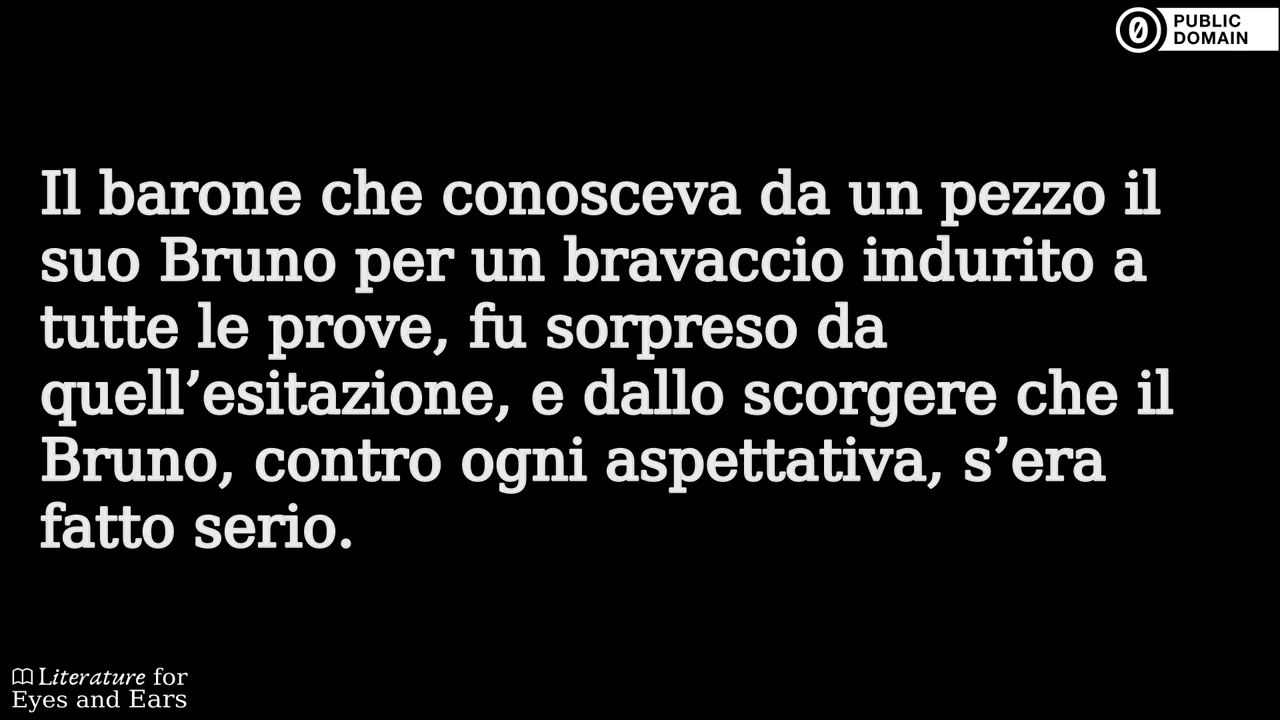 PUBLIC
DOMAIN
Il barone che conosceva da un pezzo il
suo Bruno per un bravaccio indurito a
tutte le prove, fu sorpreso da
quell’esitazione, e dallo scorgere che il
Bruno, contro ogni aspettativa, s’era
fatto serio.
Literature for
Eyes and Ears